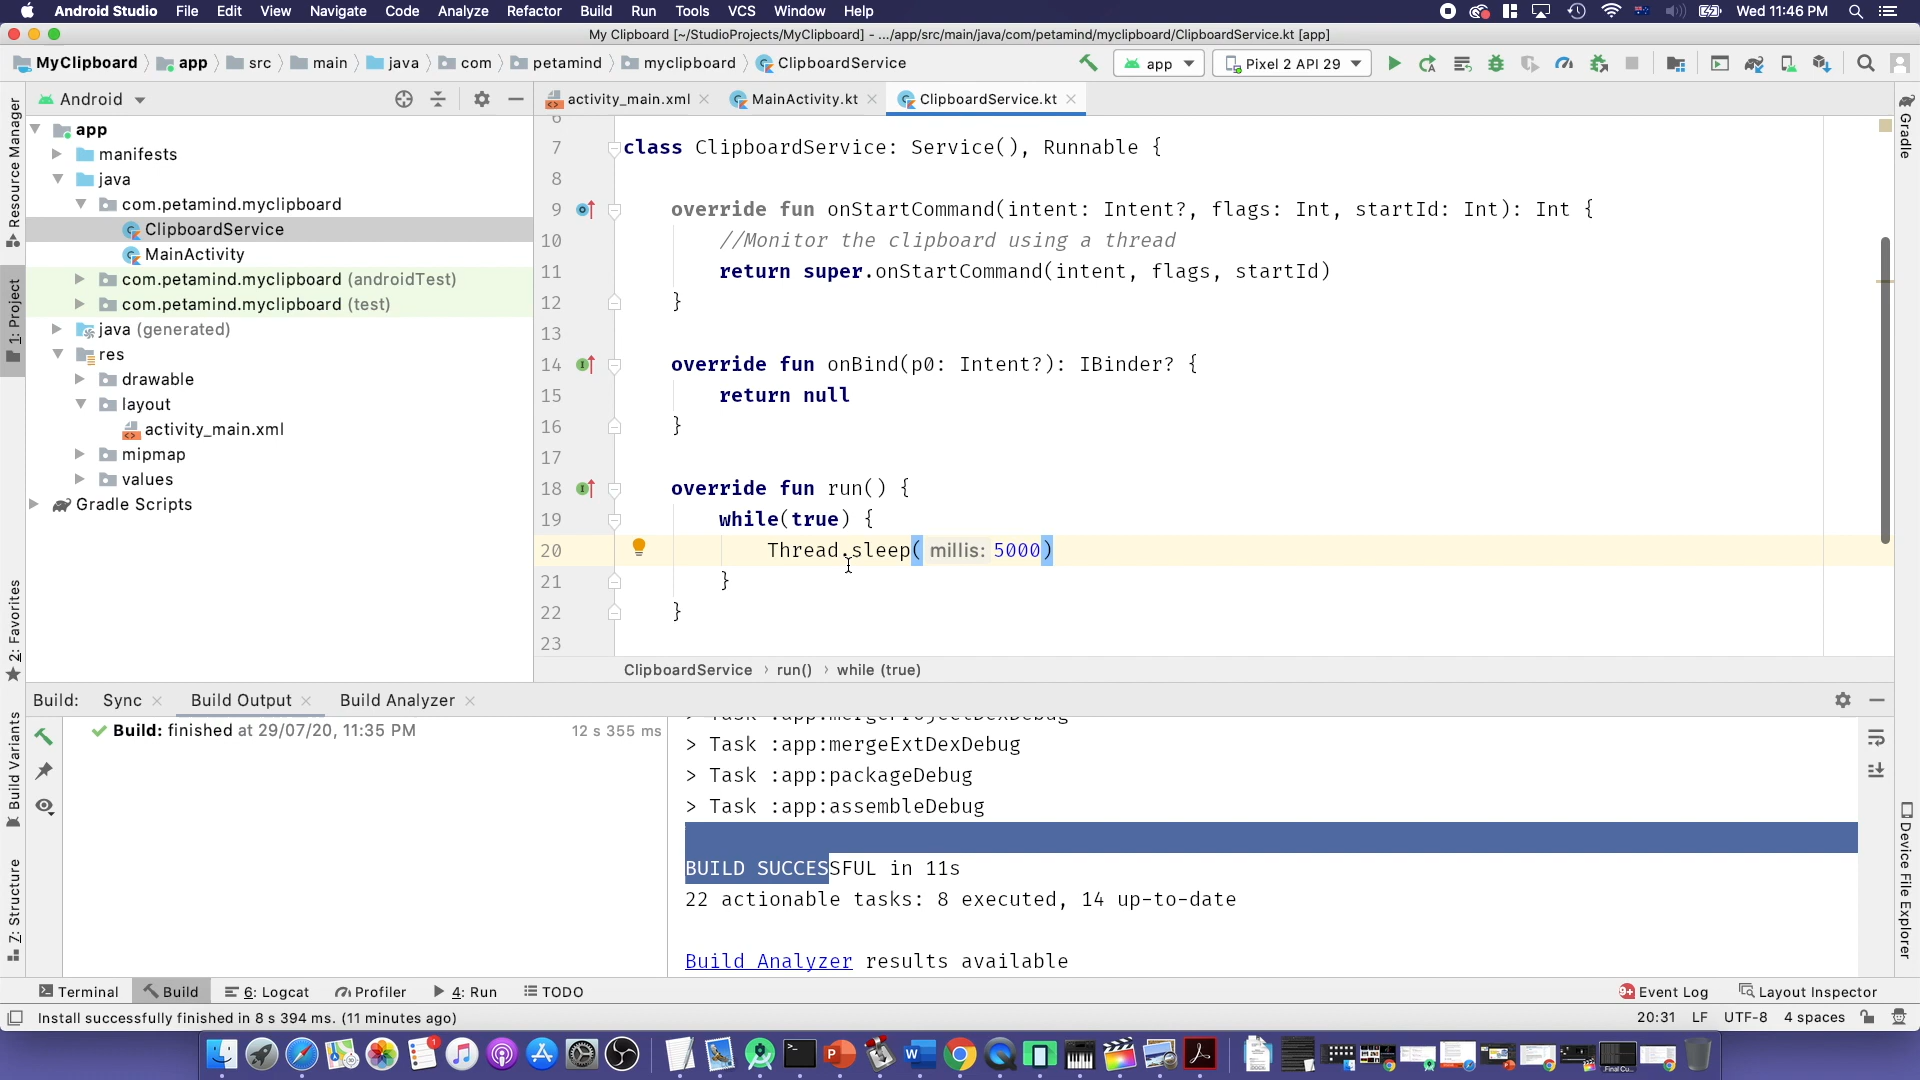 Android Studio File Edit View Navigate Code Analyze Refactor Build Run Tools VCS Window Help Wed 11:46 PM
My Clipboard [~/StudioProjects/MyClipboard] - .../app/src/main/java/com/petamind/myclipboard/ClipboardService.kt [app]
MyClipboard app src main java com petamind myclipboard ClipboardService app Pixel 2 API 29
Android
activity_main.xml MainActivity.kt ClipboardService.kt
Resource Manager
1: Project
2: Favorites
Build Variants
7: Structure
app
manifests
java
com.petamind.myclipboard
ClipboardService
MainActivity
com.petamind.myclipboard (androidTest)
com.petamind.myclipboard (test)
java (generated)
res
drawable
layout
activity_main.xml
mipmap
values
Gradle Scripts
6
7 class ClipboardService: Service(), Runnable {
8
9 override fun onStartCommand(intent: Intent?, flags: Int, startId: Int): Int {
10 //Monitor the clipboard using a thread
11 return super.onStartCommand(intent, flags, startId)
12 }
13
14 override fun onBind(p0: Intent?): IBinder? {
15 return null
16 }
17
18 override fun run() {
19 while(true) {
20 Thread.sleep( millis: 5000)
21 }
22 }
23
ClipboardService › run() › while (true)
Gradle
Device File Explorer
Build: Sync Build Output Build Analyzer
Build: finished at 29/07/20, 11:35 PM 12 s 355 ms
> Task :app:mergeProjectDexDebug
> Task :app:mergeExtDexDebug
> Task :app:packageDebug
> Task :app:assembleDebug
BUILD SUCCESSFUL in 11s
22 actionable tasks: 8 executed, 14 up-to-date
Build Analyzer results available
Terminal Build 6: Logcat Profiler 4: Run TODO 9+ Event Log Layout Inspector
Install successfully finished in 8 s 394 ms. (11 minutes ago) 20:31 LF UTF-8 4 spaces